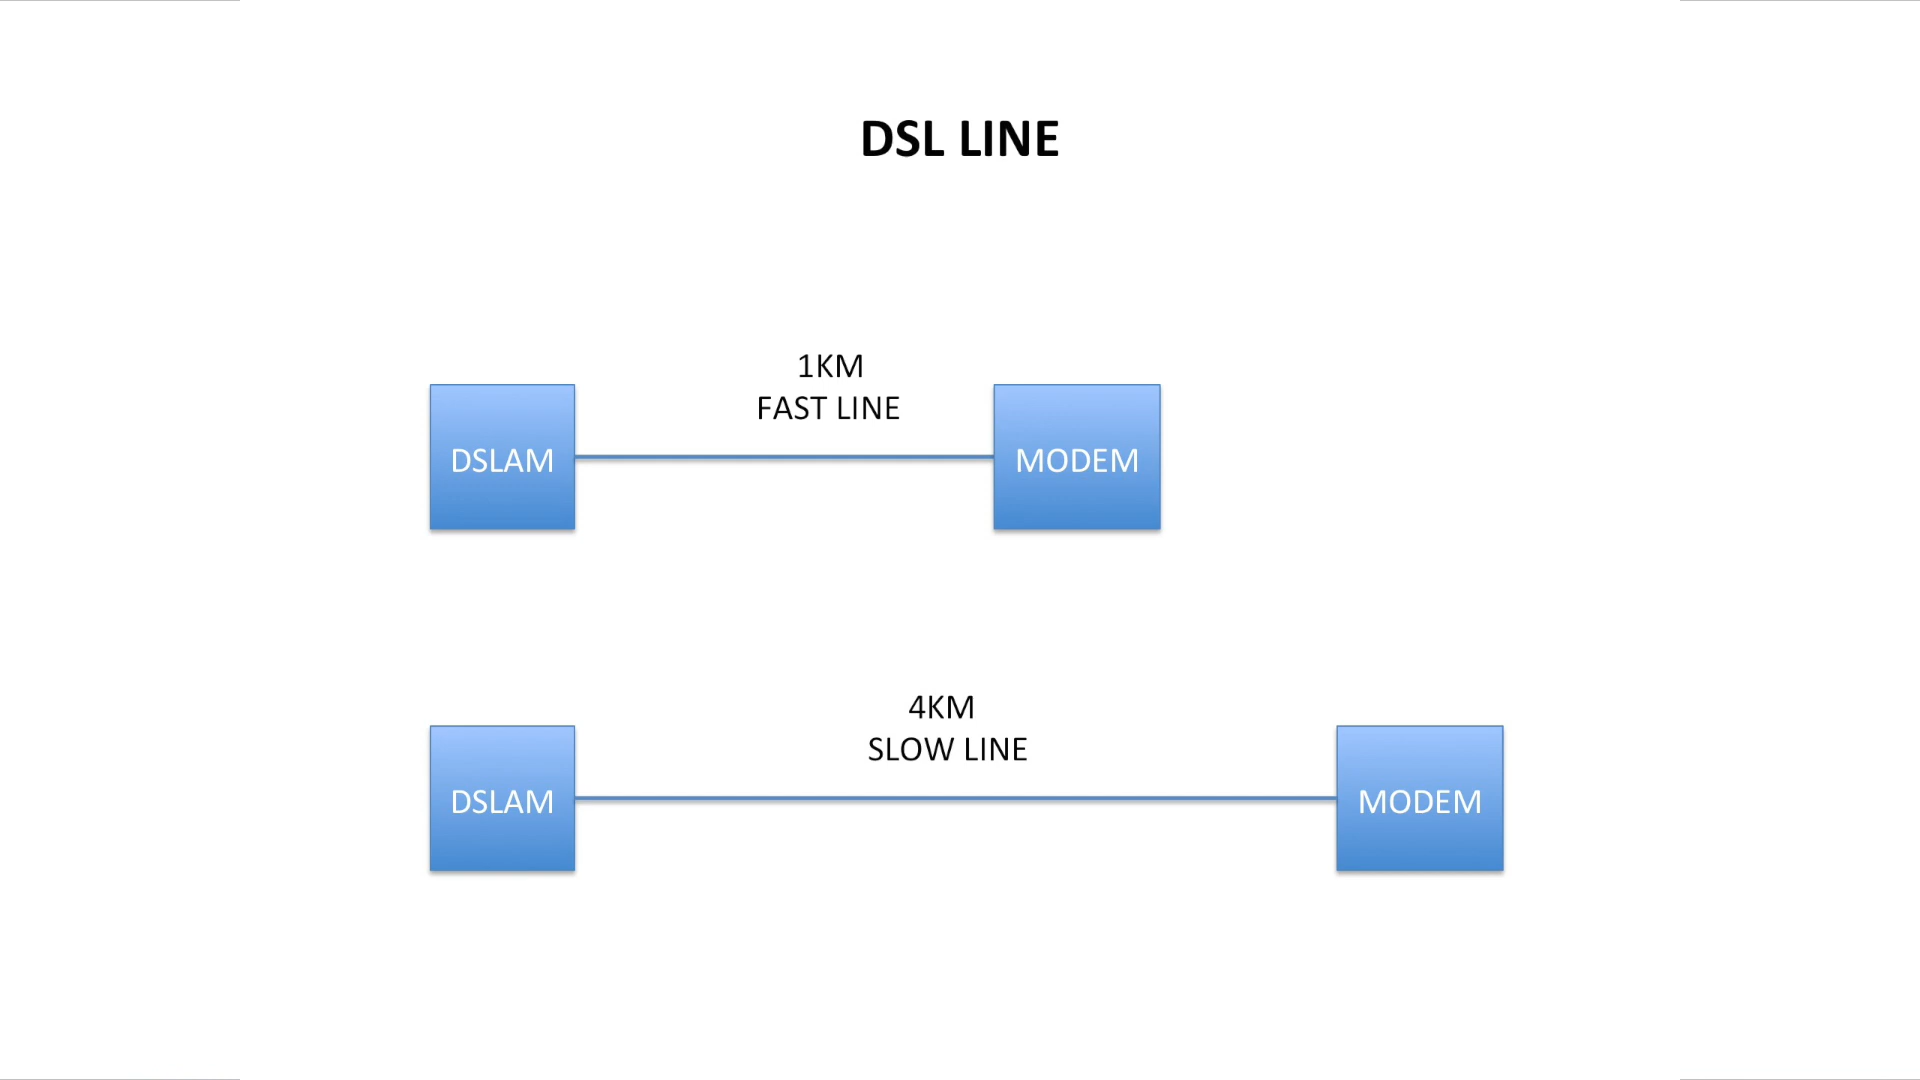 DSL LINE
1KM
FAST LINE
DSLAM
MODEM
4KM
SLOW LINE
DSLAM
MODEM